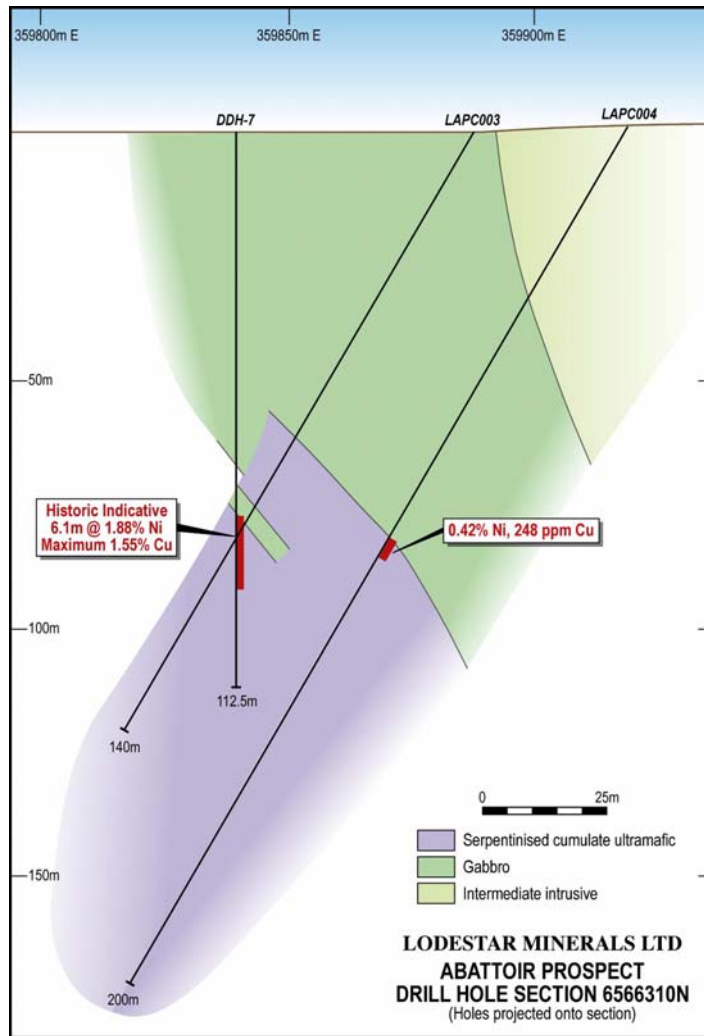 359800m E
359850m E
359900m E
DDH-7
LAPC003
LAPC004
50m
Historic Indicative
6.1m @ 1.88% Ni
Maximum 1.55% Cu
0.42% Ni, 248 ppm Cu
100m
112.5m
140m
0
25m
Serpentinised cumulate ultramafic
Gabbro
Intermediate intrusive
150m
200m
LODESTAR MINERALS LTD
ABATTOIR PROSPECT
DRILL HOLE SECTION 6566310N
(Holes projected onto section)